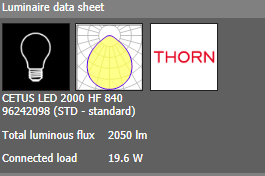 Luminaire data sheet
THORN
CETUS LED 2000 HF 840
96242098 (STD - standard)
Total luminous flux 2050 lm
Connected load 19.6 W